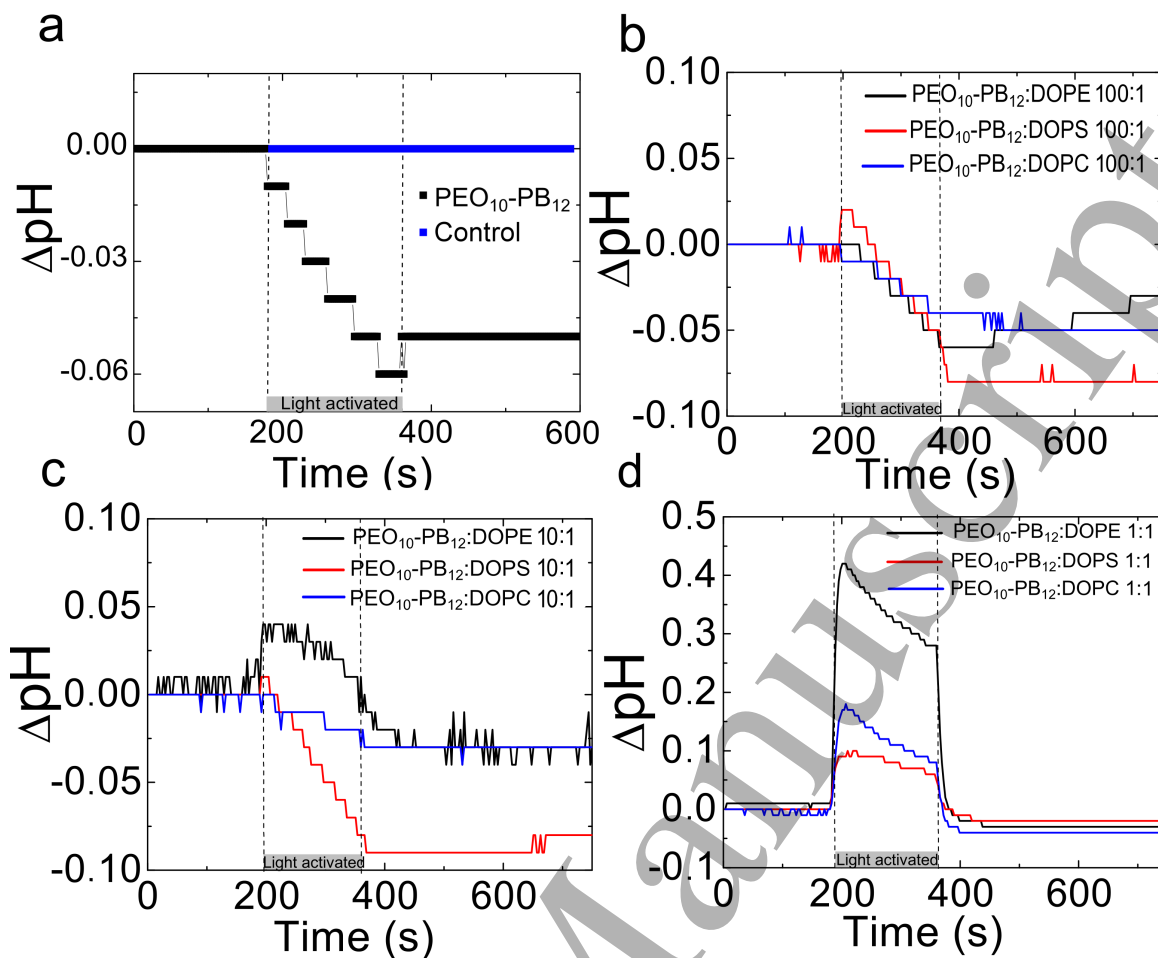 a
0.00
-0.03
-0.06
ΔpH
PEO₁₀-PB₁₂
Control
Light activated
0 200 400 600
Time (s)
b
0.10
0.05
0.00
-0.05
-0.10
ΔpH
PEO₁₀-PB₁₂:DOPE 100:1
PEO₁₀-PB₁₂:DOPS 100:1
PEO₁₀-PB₁₂:DOPC 100:1
Light activated
0 200 400 600
Time (s)
c
0.10
0.05
0.00
-0.05
-0.10
ΔpH
PEO₁₀-PB₁₂:DOPE 10:1
PEO₁₀-PB₁₂:DOPS 10:1
PEO₁₀-PB₁₂:DOPC 10:1
Light activated
0 200 400 600
Time (s)
d
0.5
0.4
0.3
0.2
0.1
0.0
-0.1
ΔpH
PEO₁₀-PB₁₂:DOPE 1:1
PEO₁₀-PB₁₂:DOPS 1:1
PEO₁₀-PB₁₂:DOPC 1:1
Light activated
0 200 400 600
Time (s)
Manuscript